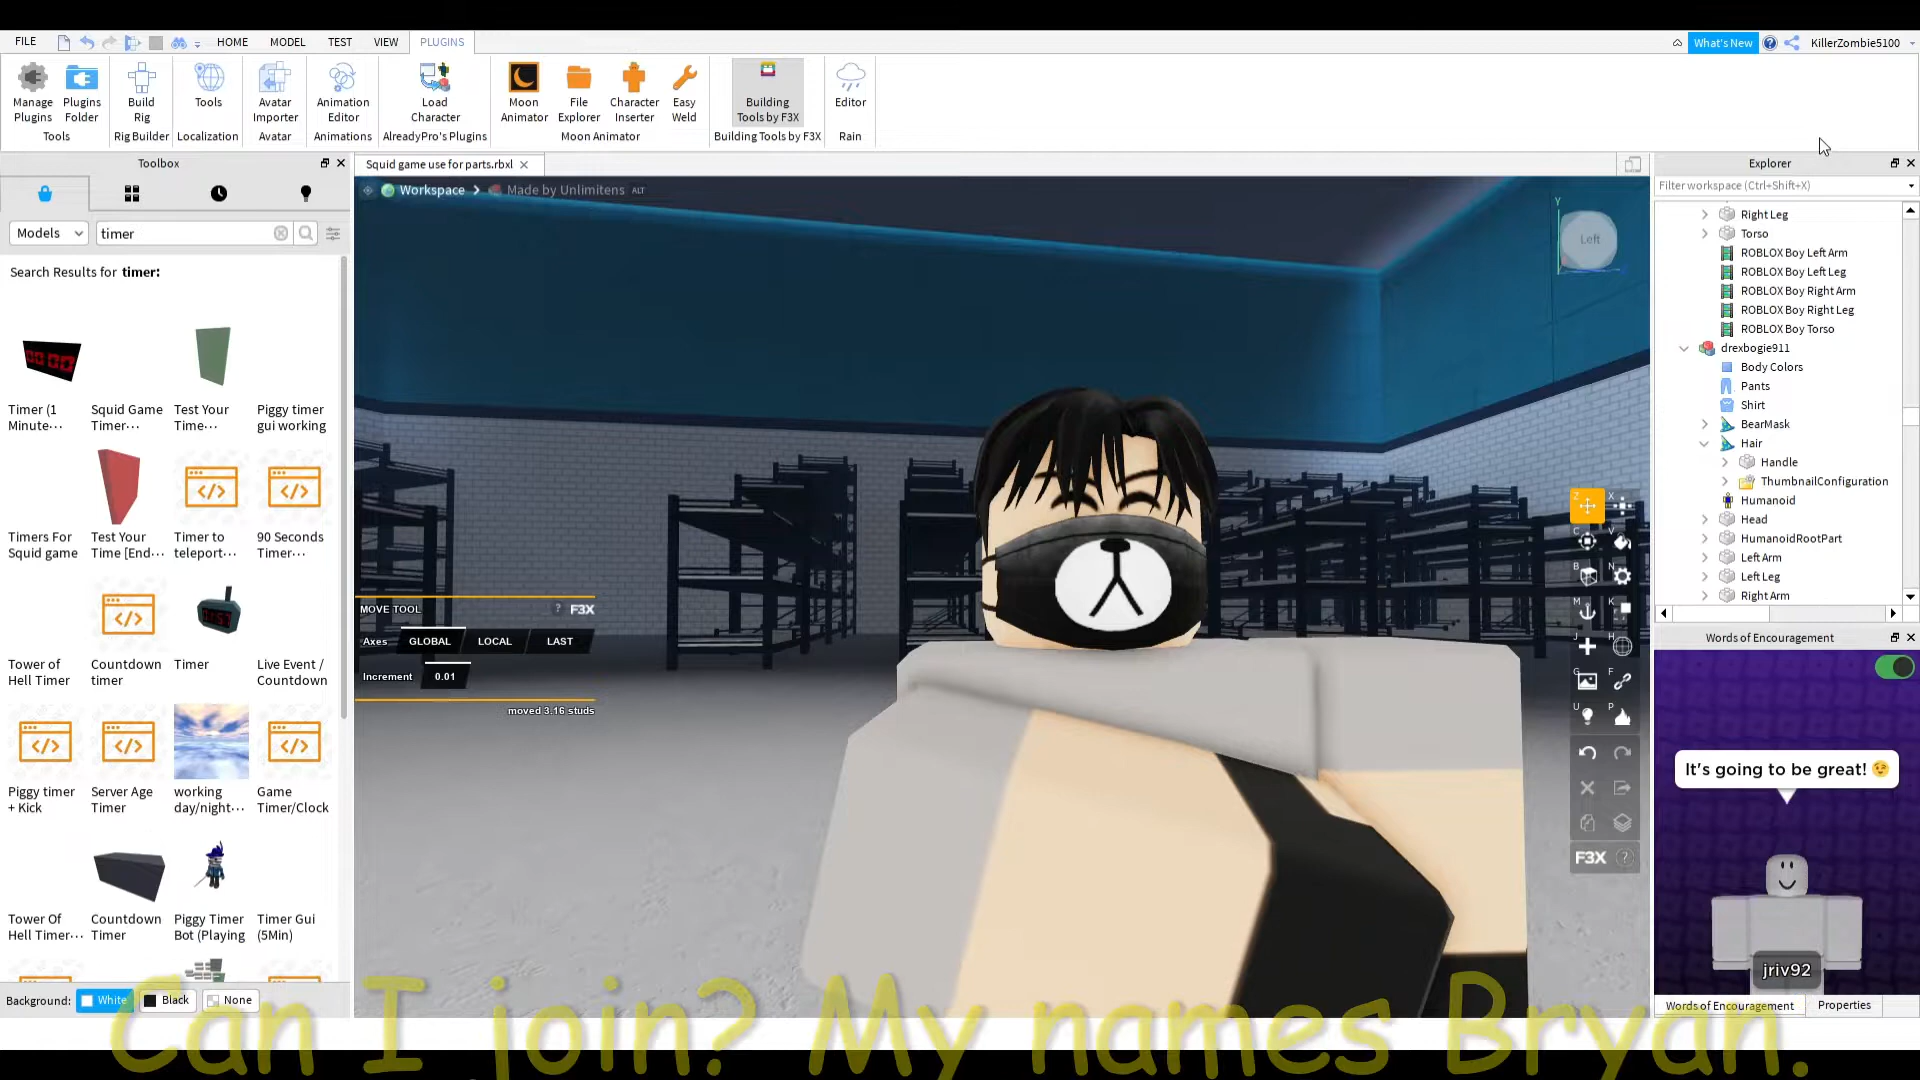 FILE
HOME
MODEL
TEST
VIEW
PLUGINS
What's New
KillerZombie5100
Manage Plugins
Plugins Folder
Build Rig
Tools
Avatar Importer
Animation Editor
Load Character
Moon Animator
File Explorer
Character Inserter
Easy Weld
Building Tools by F3X
Editor
Tools
Rig Builder
Localization
Avatar
Animations
AlreadyPro's Plugins
Moon Animator
Building Tools by F3X
Rain
Toolbox
Models
timer
Search Results for timer:
Timer (1 Minute...
Squid Game Timer...
Test Your Time...
Piggy timer gui working
Timers For Squid game
Test Your Time [End...
Timer to teleport...
90 Seconds Timer...
Tower of Hell Timer
Countdown timer
Timer
Live Event / Countdown
Piggy timer + Kick
Server Age Timer
working day/night...
Game Timer/Clock
Tower Of Hell Timer...
Countdown Timer
Piggy Timer Bot (Playing
Timer Gui (5Min)
Background:
White
Black
None
Squid game use for parts.rbxl
Workspace
Made by Unlimitens
ALT
Y
Left
MOVE TOOL
? F3X
Axes
GLOBAL
LOCAL
LAST
Increment
0.01
moved 3.16 studs
Z X
C V
B N
M K
J H
G F
U P
F3X ?
Explorer
Filter workspace (Ctrl+Shift+X)
Right Leg
Torso
ROBLOX Boy Left Arm
ROBLOX Boy Left Leg
ROBLOX Boy Right Arm
ROBLOX Boy Right Leg
ROBLOX Boy Torso
drexbogie911
Body Colors
Pants
Shirt
BearMask
Hair
Handle
ThumbnailConfiguration
Humanoid
Head
HumanoidRootPart
Left Arm
Left Leg
Right Arm
Words of Encouragement
It's going to be great! 😉
jriv92
Words of Encouragement
Properties
Can I join? My names Bryan.